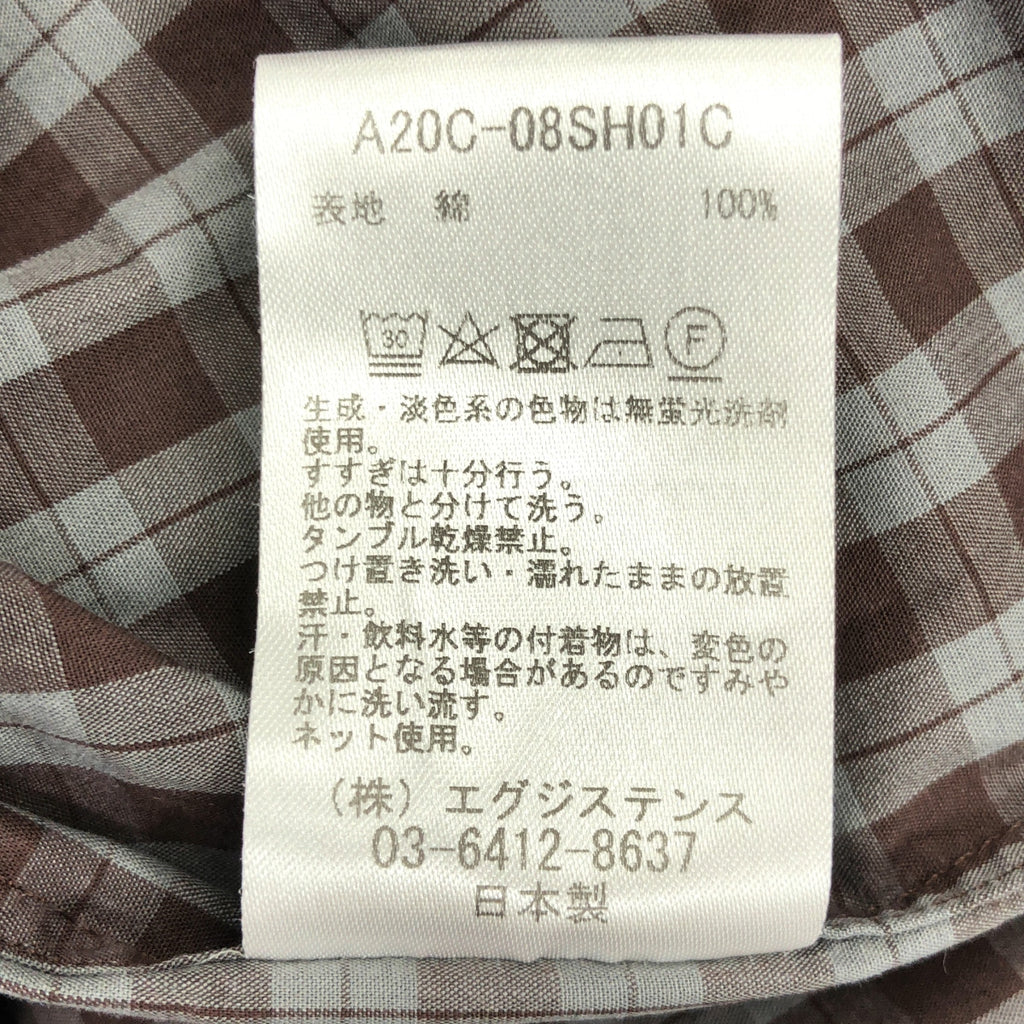 A20C-08SH01C
表地 綿 100%
30 F
生成・淡色系の色物は無蛍光洗剤
使用。
すすぎは十分行う。
他の物と分けて洗う。
タンブル乾燥禁止。
つけ置き洗い・濡れたままの放置
禁止。
汗・飲料水等の付着物は、変色の
原因となる場合があるのですみや
かに洗い流す。
ネット使用。
（株）エグジステンス
03-6412-8637
日本製